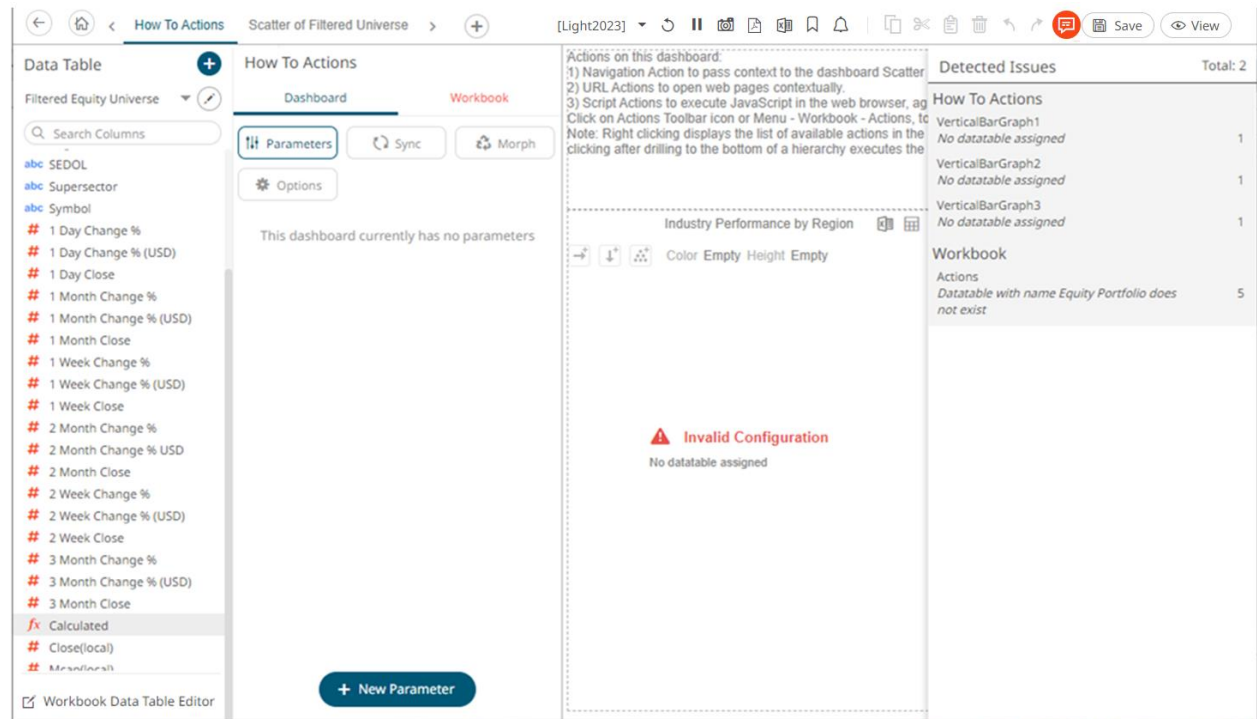 How To Actions
Scatter of Filtered Universe
[Light2023]
Save
View
Data Table
Filtered Equity Universe
Search Columns
abc SEDOL
abc Supersector
abc Symbol
# 1 Day Change %
# 1 Day Change % (USD)
# 1 Day Close
# 1 Month Change %
# 1 Month Change % (USD)
# 1 Month Close
# 1 Week Change %
# 1 Week Change % (USD)
# 1 Week Close
# 2 Month Change %
# 2 Month Change % USD
# 2 Month Close
# 2 Week Change %
# 2 Week Change % (USD)
# 2 Week Close
# 3 Month Change %
# 3 Month Change % (USD)
# 3 Month Close
fx Calculated
# Close(local)
# Mcap(local)
Workbook Data Table Editor
How To Actions
Dashboard
Workbook
Parameters
Sync
Morph
Options
This dashboard currently has no parameters
+ New Parameter
Actions on this dashboard:
1) Navigation Action to pass context to the dashboard Scatter
2) URL Actions to open web pages contextually.
3) Script Actions to execute JavaScript in the web browser, ag
Click on Actions Toolbar icon or Menu - Workbook - Actions, to
Note: Right clicking displays the list of available actions in the
clicking after drilling to the bottom of a hierarchy executes the
Industry Performance by Region
Color Empty Height Empty
Invalid Configuration
No datatable assigned
Detected Issues
Total: 2
How To Actions
VerticalBarGraph1
No datatable assigned 1
VerticalBarGraph2
No datatable assigned 1
VerticalBarGraph3
No datatable assigned 1
Workbook
Actions
Datatable with name Equity Portfolio does 5
not exist